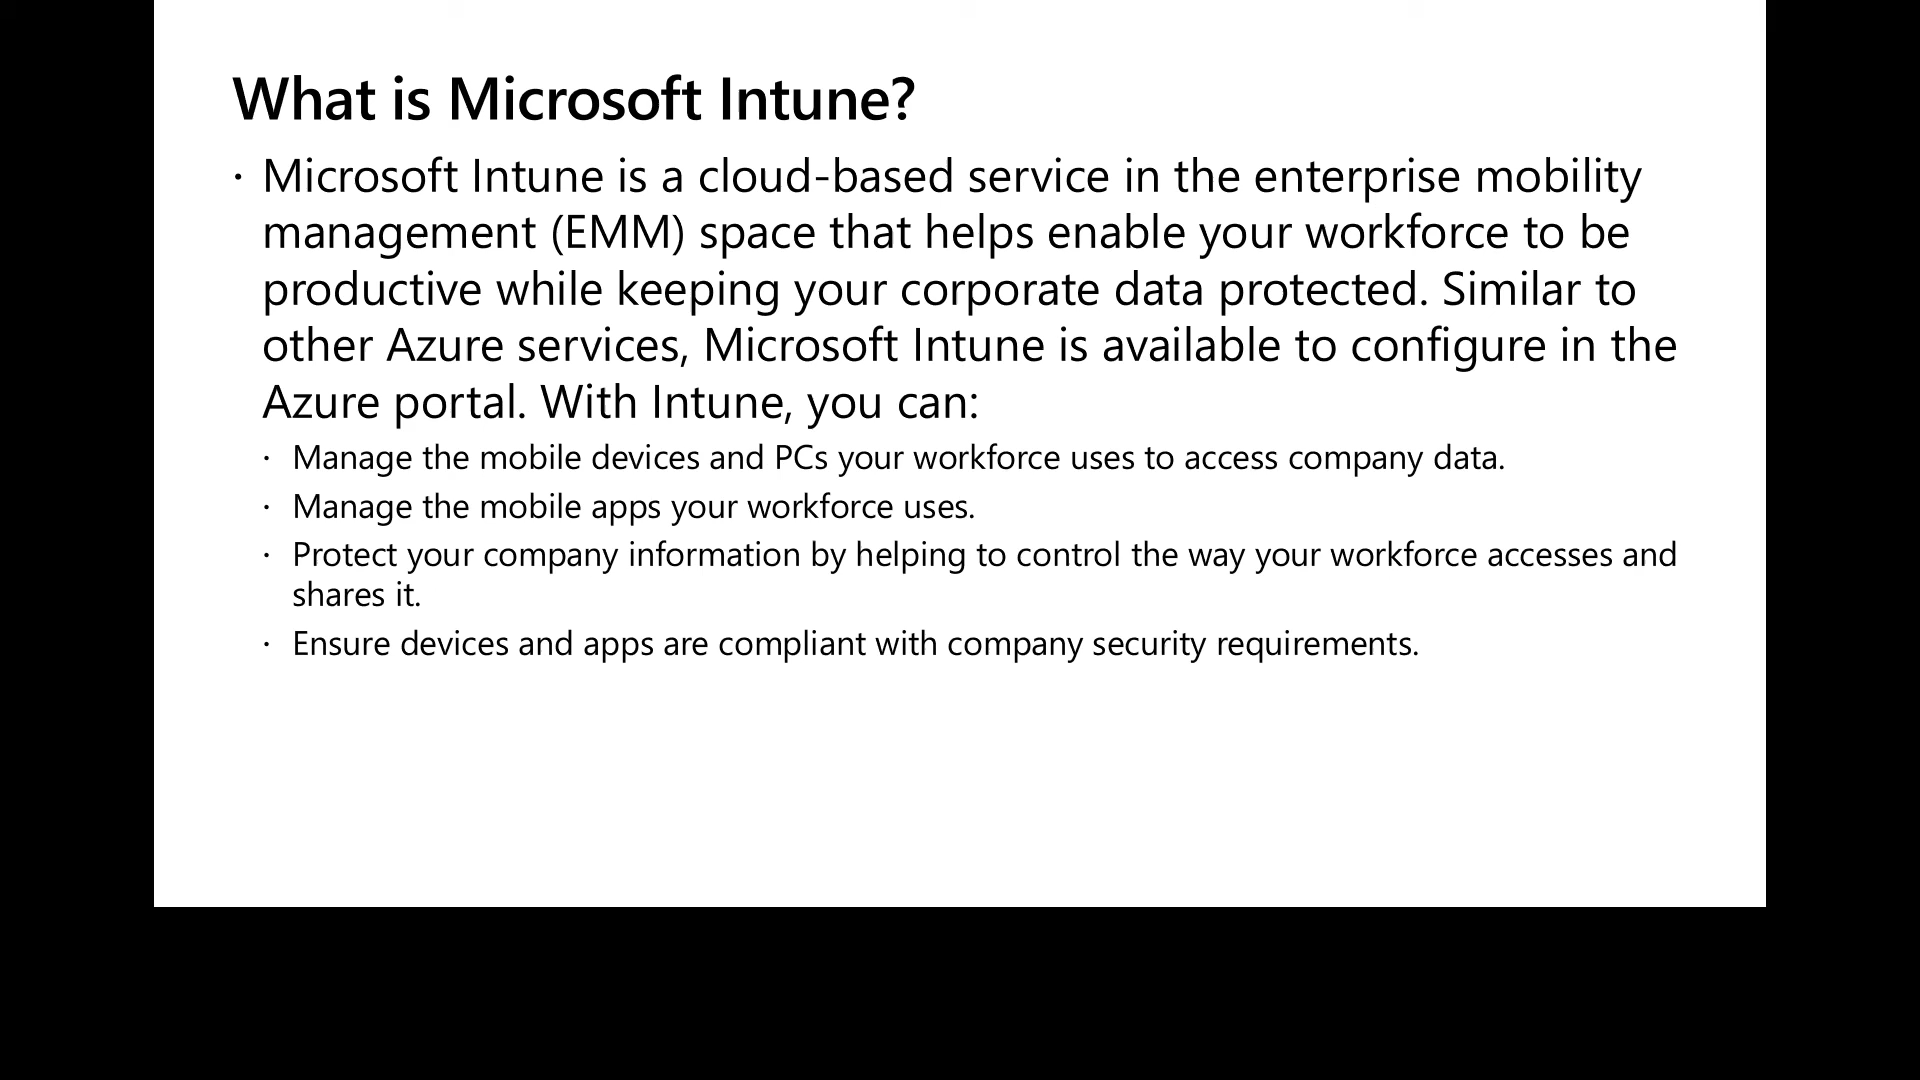 What is Microsoft Intune?
· Microsoft Intune is a cloud-based service in the enterprise mobility
management (EMM) space that helps enable your workforce to be
productive while keeping your corporate data protected. Similar to
other Azure services, Microsoft Intune is available to configure in the
Azure portal. With Intune, you can:
· Manage the mobile devices and PCs your workforce uses to access company data.
· Manage the mobile apps your workforce uses.
· Protect your company information by helping to control the way your workforce accesses and
shares it.
· Ensure devices and apps are compliant with company security requirements.